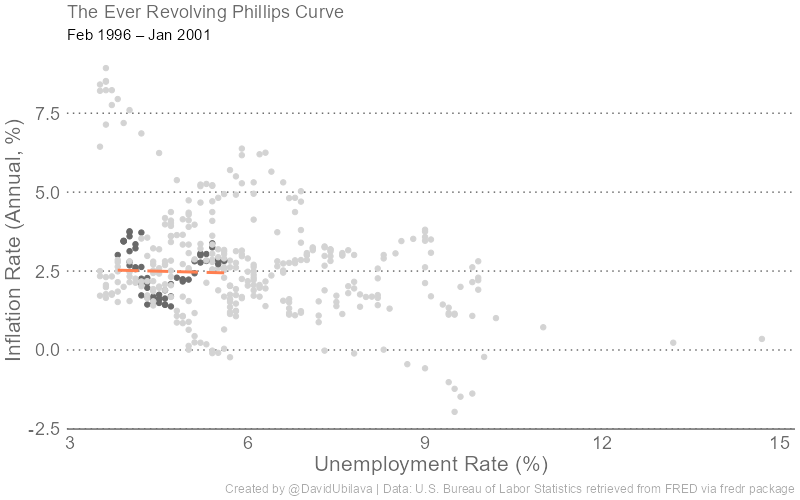 The Ever Revolving Phillips Curve
Feb 1996 – Jan 2001
Inflation Rate (Annual, %)
7.5
5.0
2.5
0.0
-2.5
3 6 9 12 15
Unemployment Rate (%)
Created by @DavidUbilava | Data: U.S. Bureau of Labor Statistics retrieved from FRED via fredr package